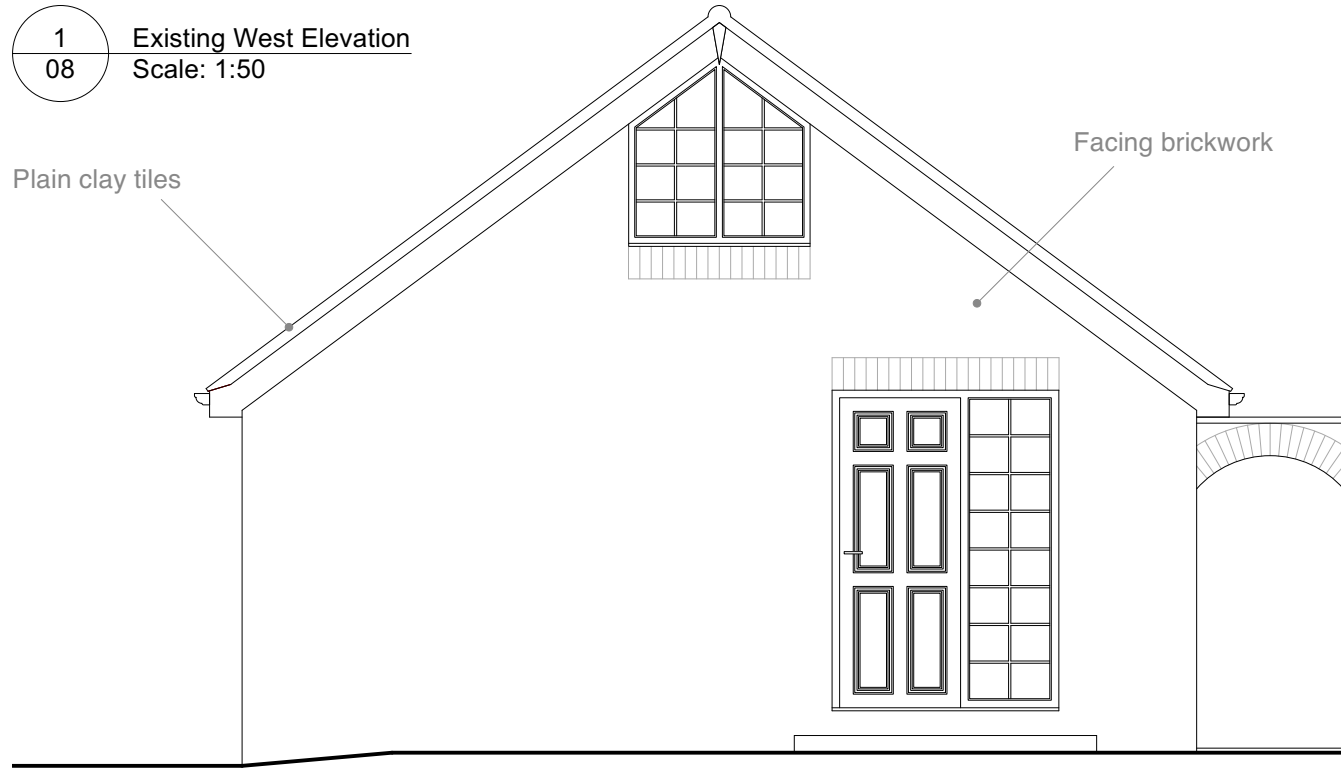 1
08
Existing West Elevation
Scale: 1:50
Plain clay tiles
Facing brickwork